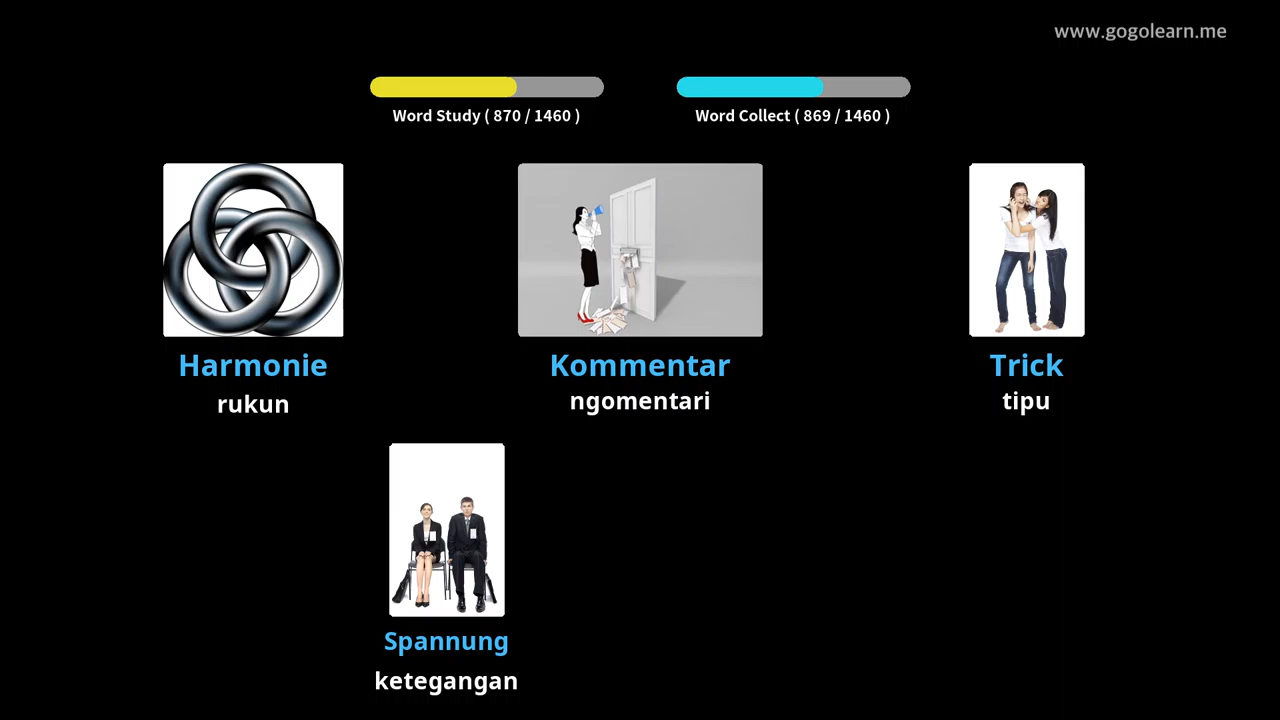 www.gogolearn.me
Word Study ( 870 / 1460 )
Word Collect ( 869 / 1460 )
Harmonie
rukun
Kommentar
ngomentari
Trick
tipu
Spannung
ketegangan